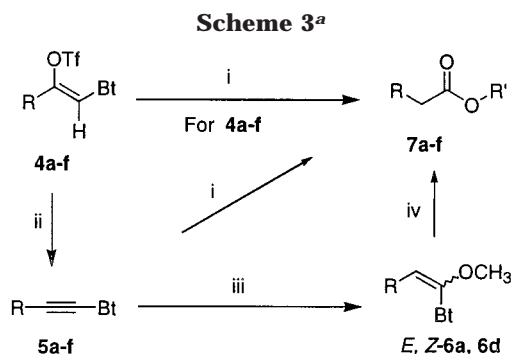 Scheme 3a
OTf
R
Bt
H
4a-f
i
For 4a-f
O
R
O
R'
7a-f
ii
i
iv
R
Bt
5a-f
iii
R
OCH3
Bt
E, Z-6a, 6d